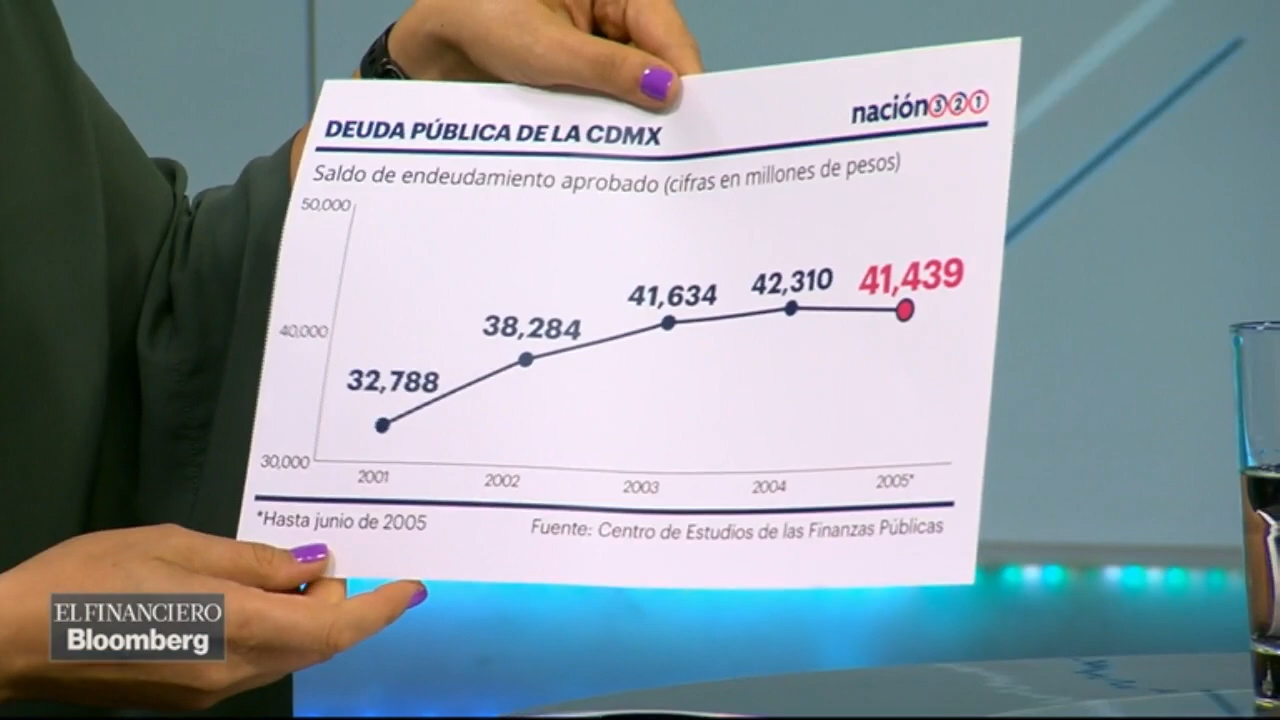 nación321
DEUDA PÚBLICA DE LA CDMX
Saldo de endeudamiento aprobado (cifras en millones de pesos)
50,000
40,000
30,000
32,788
38,284
41,634
42,310
41,439
2001 2002 2003 2004 2005*
*Hasta junio de 2005
Fuente: Centro de Estudios de las Finanzas Públicas
EL FINANCIERO
Bloomberg